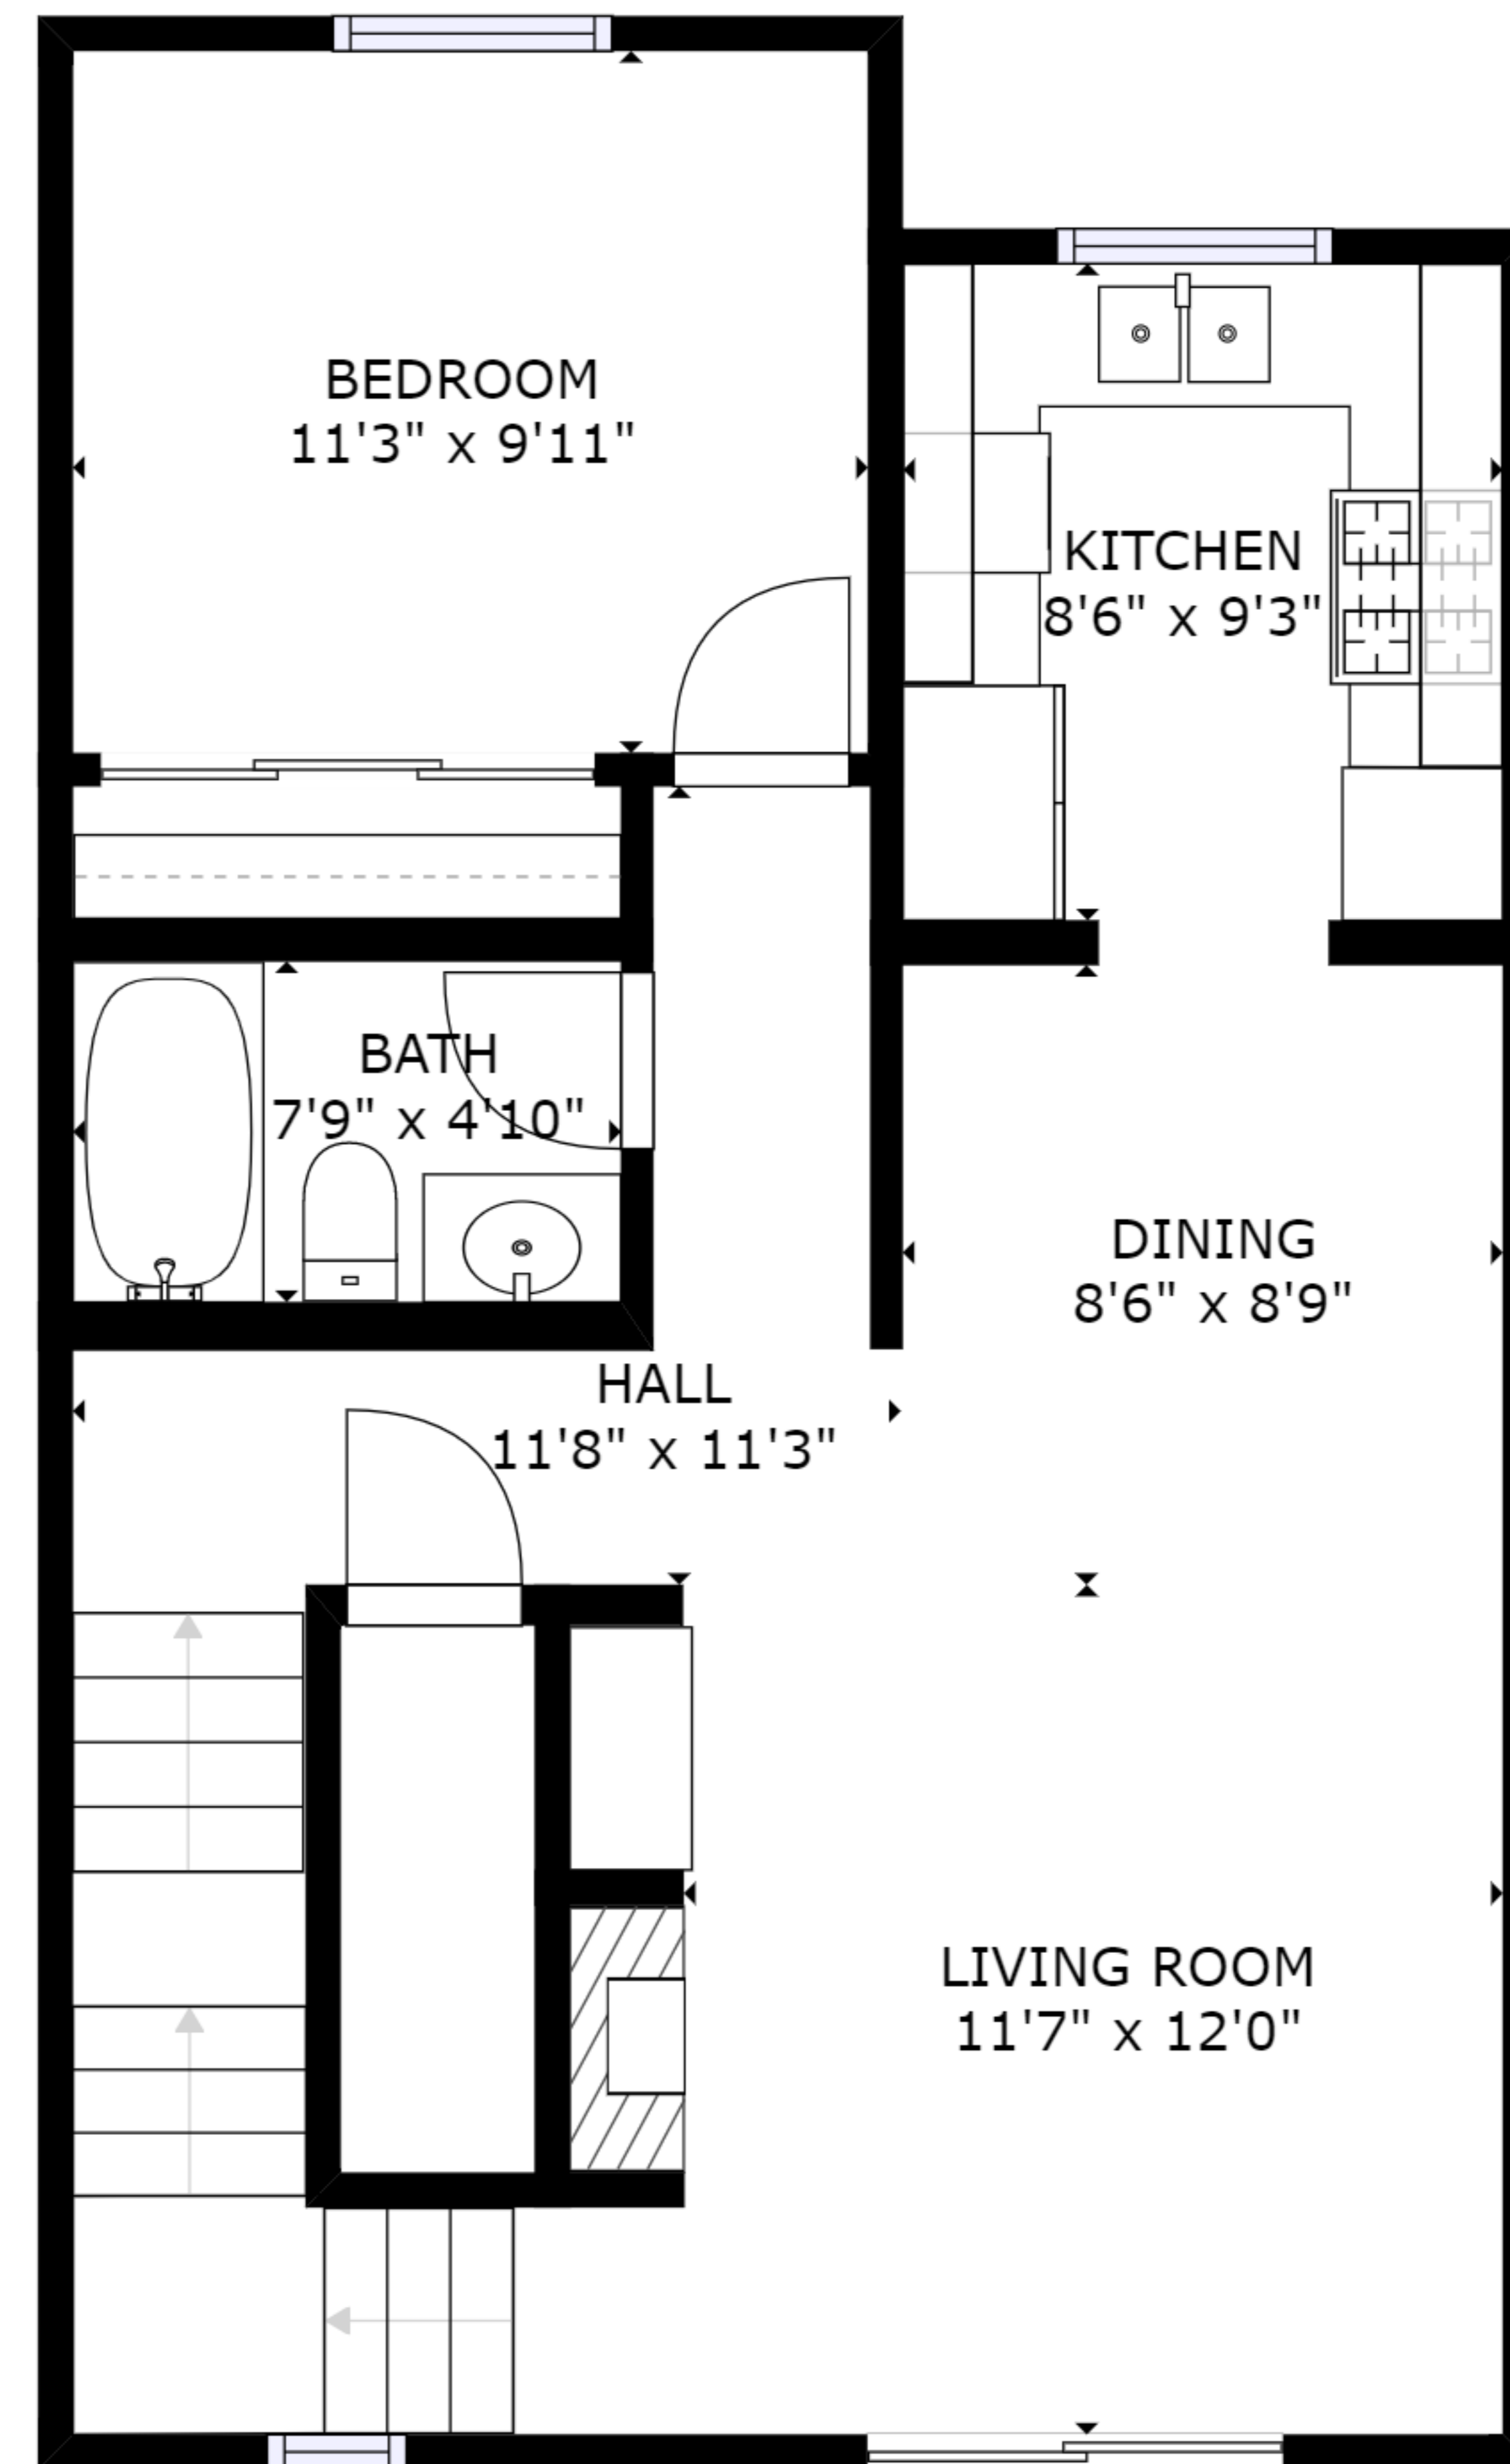 BEDROOM
11'3" x 9'11"
KITCHEN
8'6" x 9'3"
BATH
7'9" x 4'10"
DINING
8'6" x 8'9"
HALL
11'8" x 11'3"
LIVING ROOM
11'7" x 12'0"